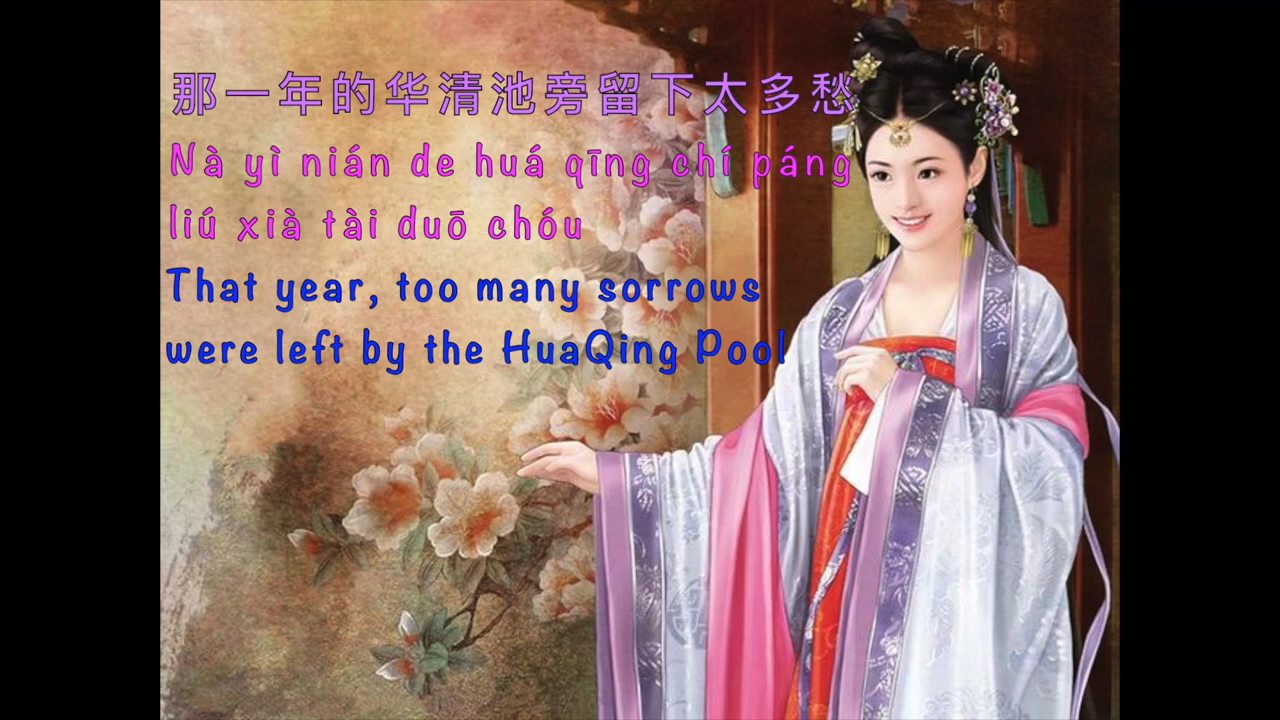 那一年的华清池旁留下太多愁
Nà yì nián de huá qīng chí páng
liú xià tài duō chóu
That year, too many sorrows
were left by the HuaQing Pool